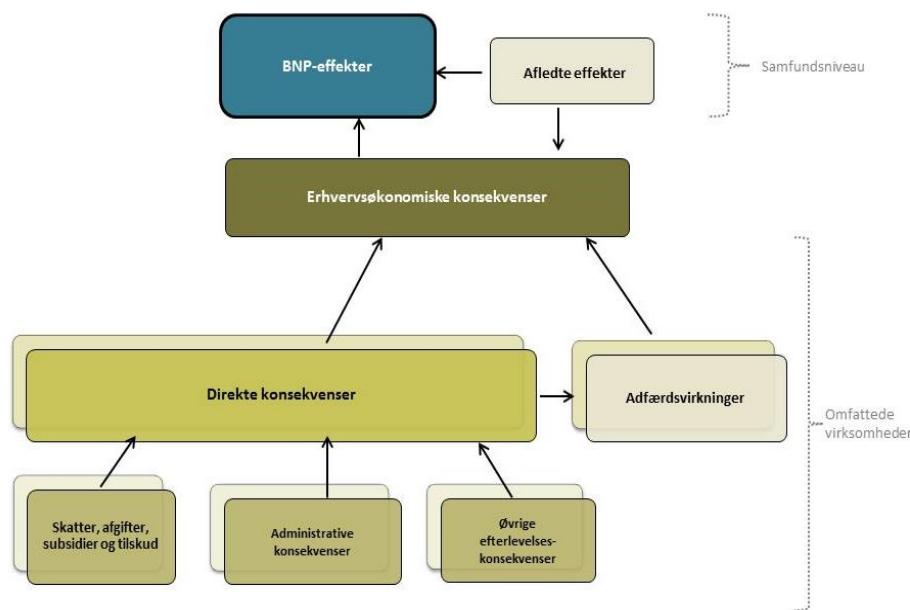 BNP-effekter
Afledte effekter
Samfundsniveau
Erhvervsøkonomiske konsekvenser
Direkte konsekvenser
Adfærdsvirkninger
Omfattede
virksomheder
Skatter, afgifter,
subsidier og tilskud
Administrative
konsekvenser
Øvrige
efterlevelses-
konsekvenser